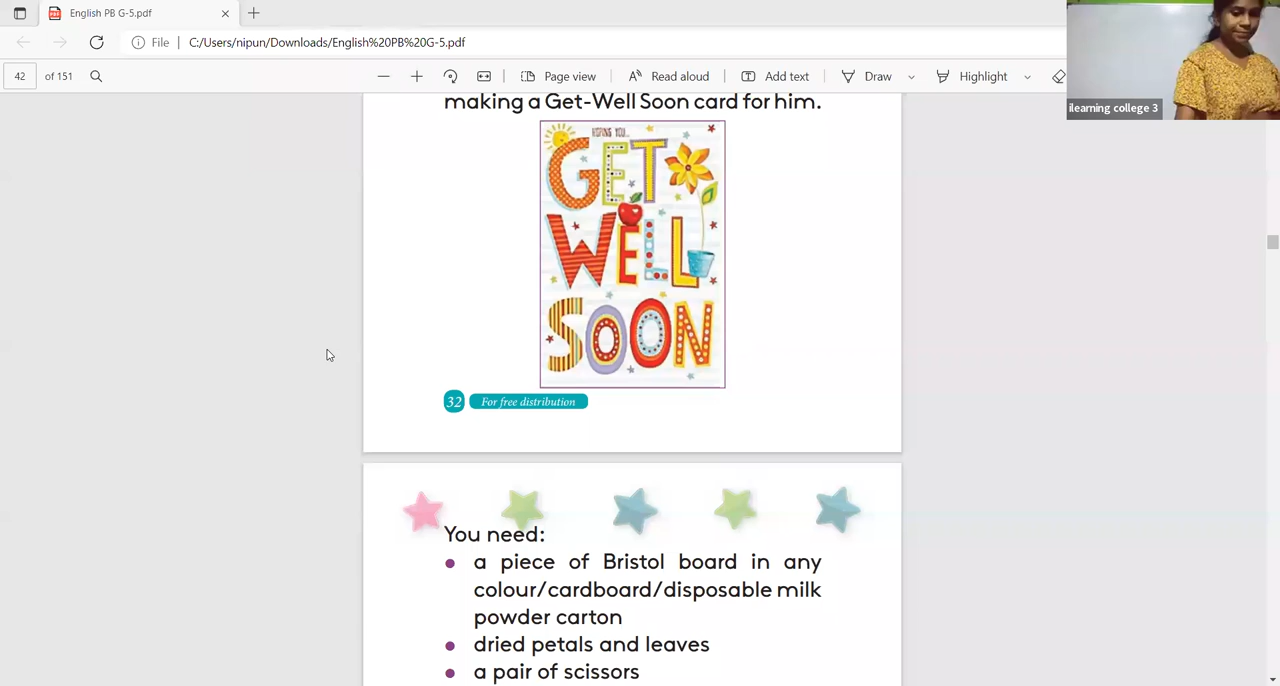 English PB G-5.pdf
File
C:/Users/nipun/Downloads/English%20PB%20G-5.pdf
42
of 151
Page view
Read aloud
Add text
Draw
Highlight
ilearning college 3
making a Get-Well Soon card for him.
HOPING YOU...
GET
WELL
SOON
32
For free distribution
You need:
a piece of Bristol board in any
colour/cardboard/disposable milk
powder carton
dried petals and leaves
a pair of scissors